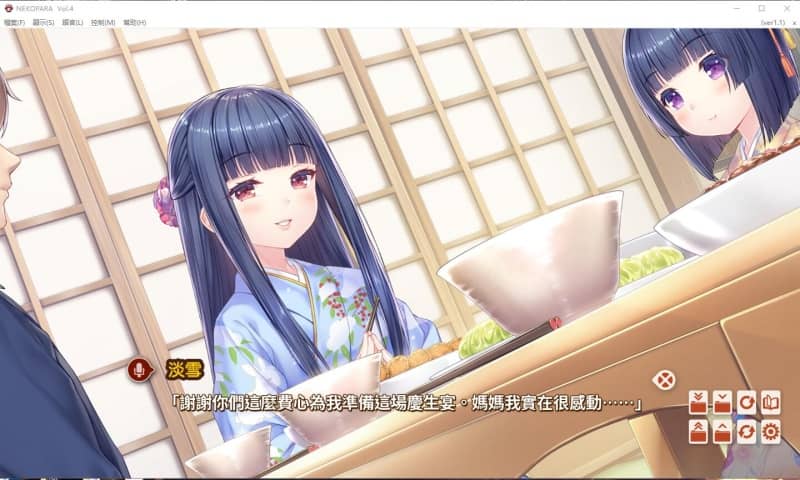 NEKOPARA Vol.4
檔案(F) 顯示(S) 語言(L) 控制(M) 幫助(H) (ver1.1) x
淡雪
「謝謝你們這麼費心為我準備這場慶生宴。媽媽我實在很感動……」